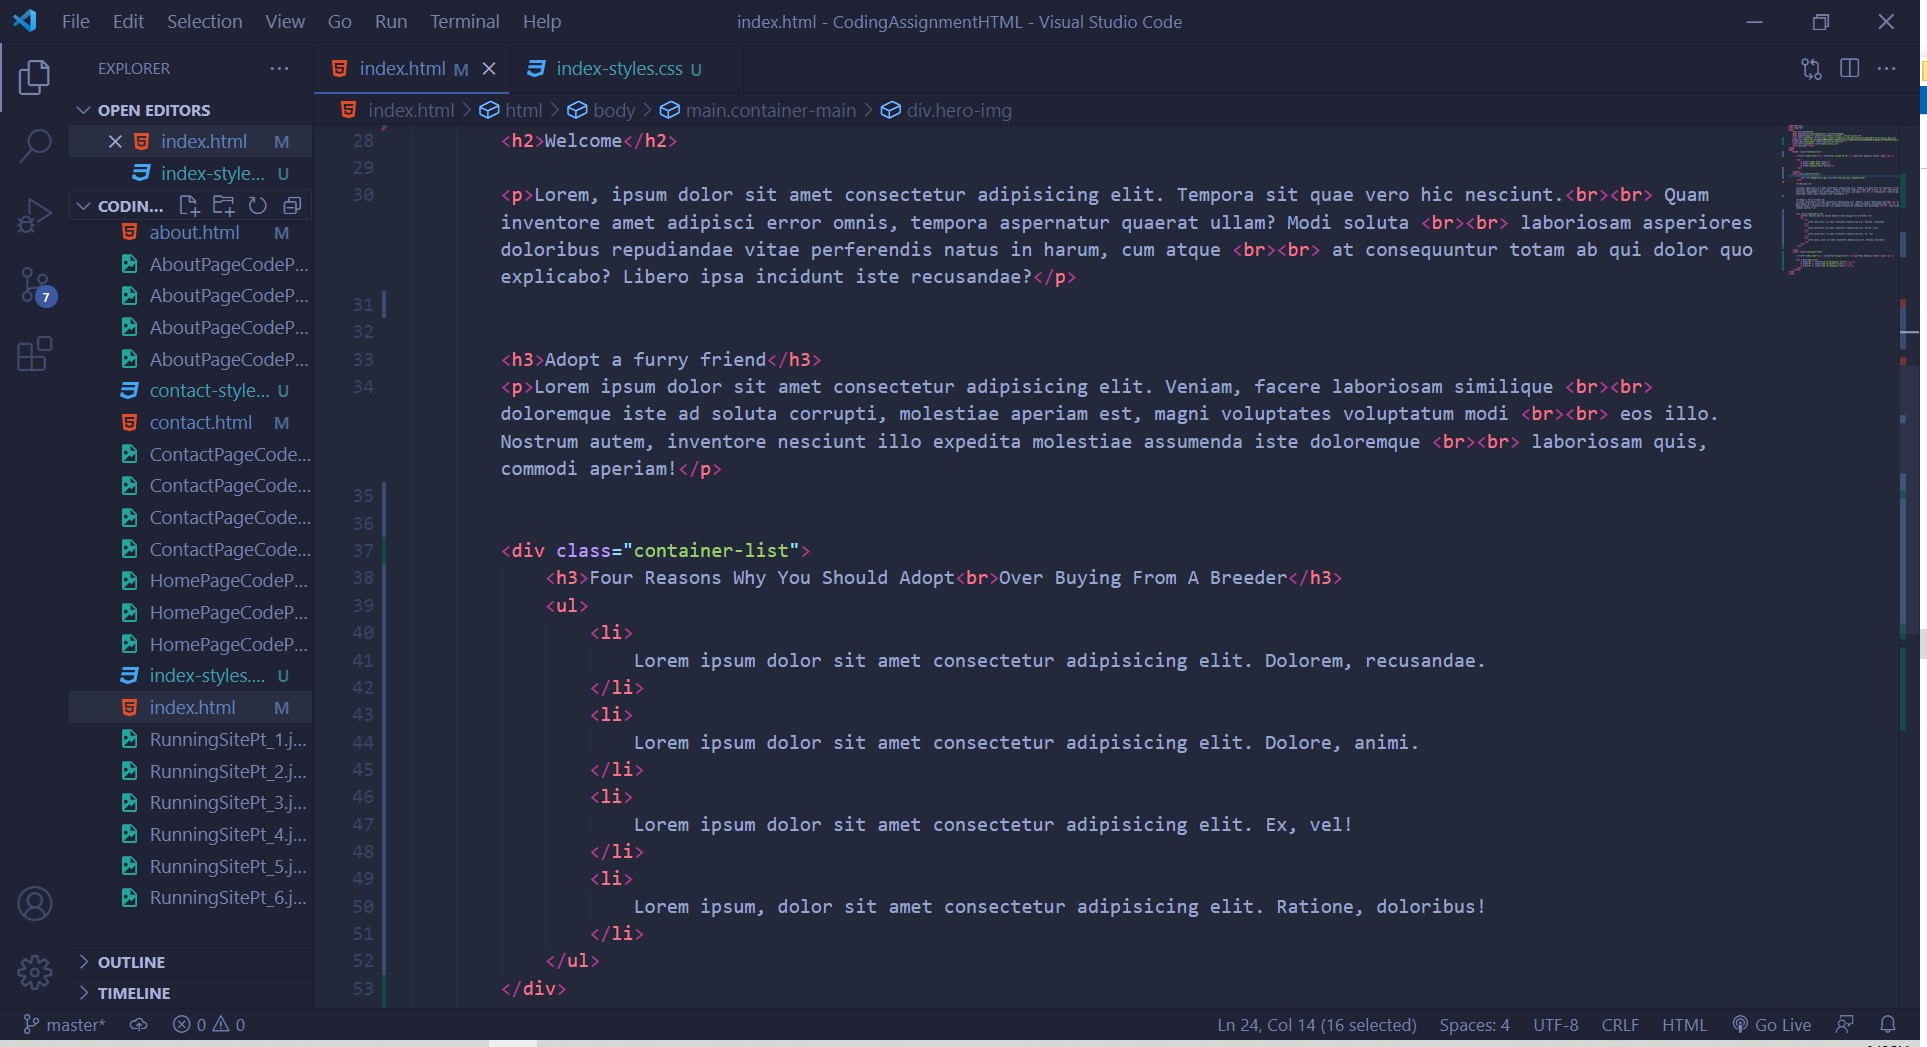 File Edit Selection View Go Run Terminal Help
index.html - CodingAssignmentHTML - Visual Studio Code
EXPLORER
index.html M
index-styles.css U
OPEN EDITORS
index.html M
index-style... U
CODIN...
about.html M
AboutPageCodeP...
AboutPageCodeP...
AboutPageCodeP...
AboutPageCodeP...
contact-style... U
contact.html M
ContactPageCode...
ContactPageCode...
ContactPageCode...
ContactPageCode...
HomePageCodeP...
HomePageCodeP...
HomePageCodeP...
index-styles.... U
index.html M
RunningSitePt_1.j...
RunningSitePt_2.j...
RunningSitePt_3.j...
RunningSitePt_4.j...
RunningSitePt_5.j...
RunningSitePt_6.j...
OUTLINE
TIMELINE
7
index.html > html > body > main.container-main > div.hero-img
28 <h2>Welcome</h2>
29
30 <p>Lorem, ipsum dolor sit amet consectetur adipisicing elit. Tempora sit quae vero hic nesciunt.<br><br> Quam
inventore amet adipisci error omnis, tempora aspernatur quaerat ullam? Modi soluta <br><br> laboriosam asperiores
doloribus repudiandae vitae perferendis natus in harum, cum atque <br><br> at consequuntur totam ab qui dolor quo
explicabo? Libero ipsa incidunt iste recusandae?</p>
31
32
33 <h3>Adopt a furry friend</h3>
34 <p>Lorem ipsum dolor sit amet consectetur adipisicing elit. Veniam, facere laboriosam similique <br><br>
doloremque iste ad soluta corrupti, molestiae aperiam est, magni voluptates voluptatum modi <br><br> eos illo.
Nostrum autem, inventore nesciunt illo expedita molestiae assumenda iste doloremque <br><br> laboriosam quis,
commodi aperiam!</p>
35
36
37 <div class="container-list">
38 <h3>Four Reasons Why You Should Adopt<br>Over Buying From A Breeder</h3>
39 <ul>
40 <li>
41 Lorem ipsum dolor sit amet consectetur adipisicing elit. Dolorem, recusandae.
42 </li>
43 <li>
44 Lorem ipsum dolor sit amet consectetur adipisicing elit. Dolore, animi.
45 </li>
46 <li>
47 Lorem ipsum dolor sit amet consectetur adipisicing elit. Ex, vel!
48 </li>
49 <li>
50 Lorem ipsum, dolor sit amet consectetur adipisicing elit. Ratione, doloribus!
51 </li>
52 </ul>
53 </div>
master* 0 0
Ln 24, Col 14 (16 selected) Spaces: 4 UTF-8 CRLF HTML Go Live